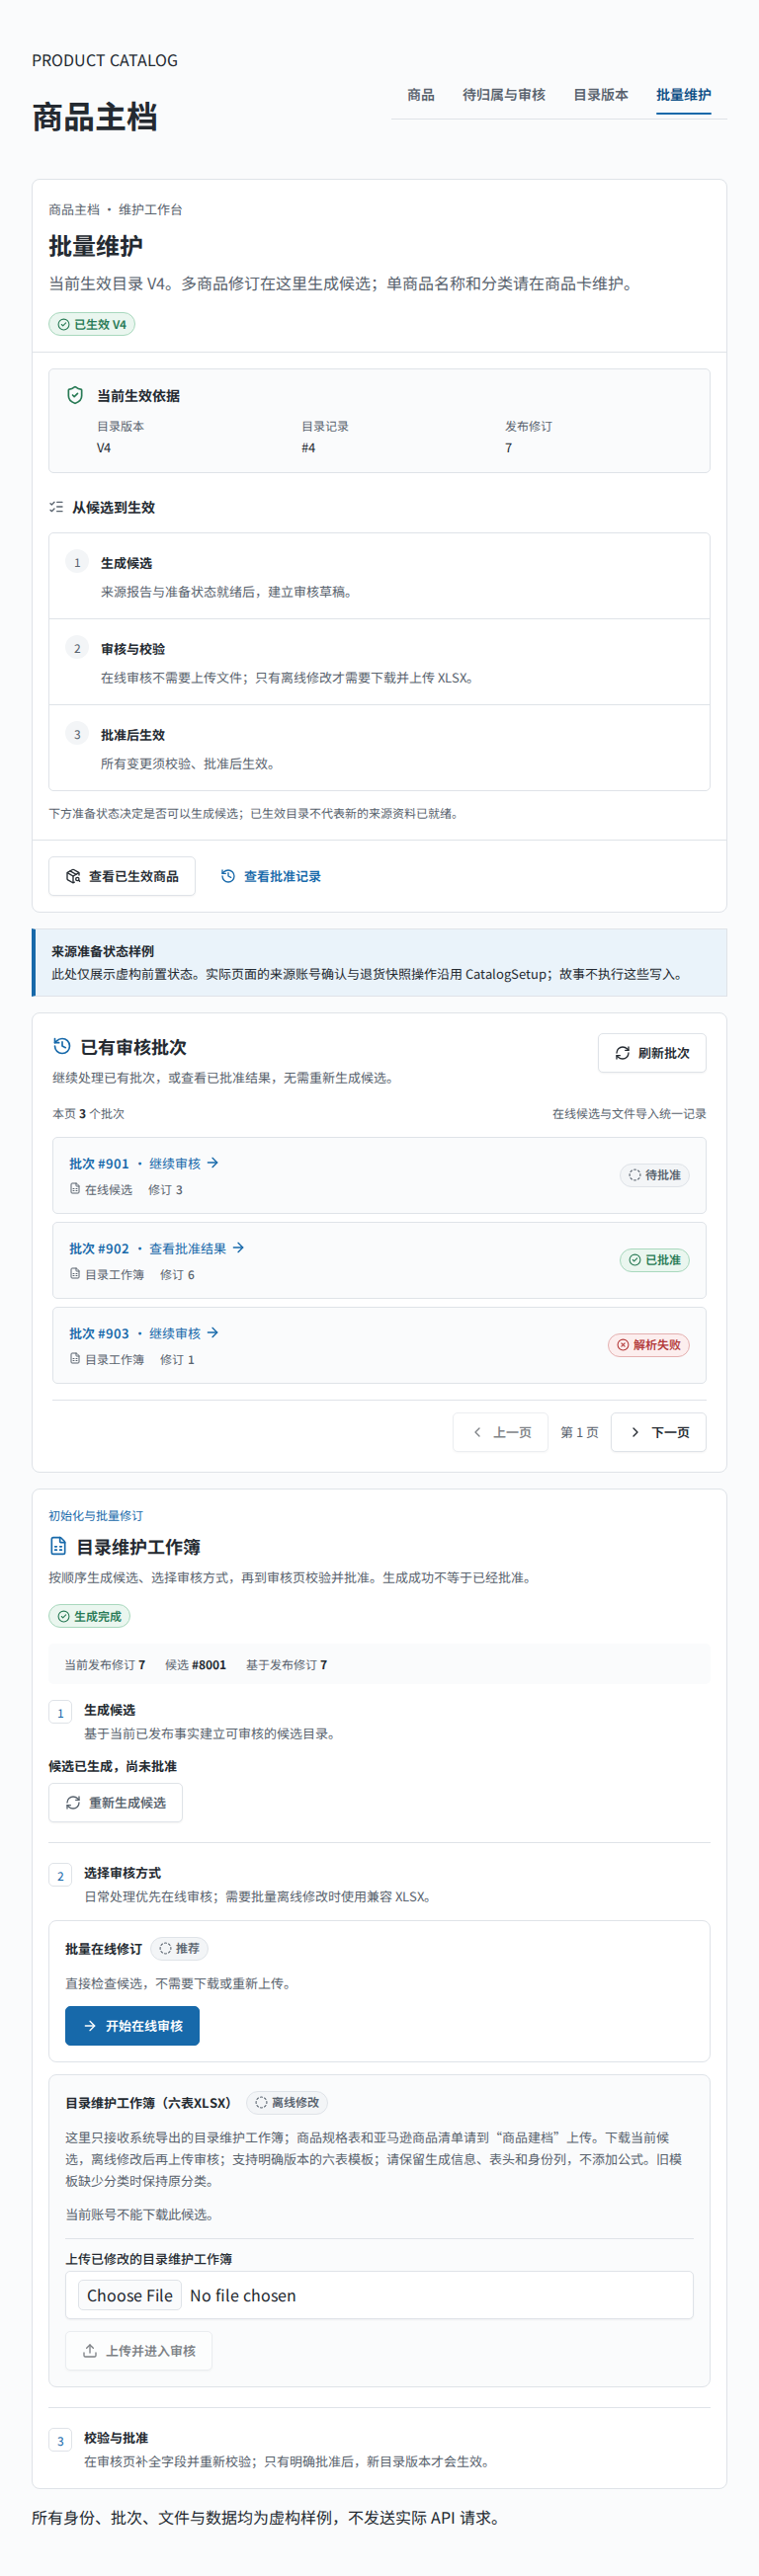 PRODUCT CATALOG
商品主档
商品 待归属与审核 目录版本 批量维护
商品主档 · 维护工作台
批量维护
当前生效目录 V4。多商品修订在这里生成候选；单商品名称和分类请在商品卡维护。
已生效 V4
当前生效依据
目录版本 目录记录 发布修订
V4 #4 7
从候选到生效
1 生成候选
来源报告与准备状态就绪后，建立审核草稿。
2 审核与校验
在线审核不需要上传文件；只有离线修改才需要下载并上传 XLSX。
3 批准后生效
所有变更须校验、批准后生效。
下方准备状态决定是否可以生成候选；已生效目录不代表新的来源资料已就绪。
查看已生效商品 查看批准记录
来源准备状态样例
此处仅展示虚构前置状态。实际页面的来源账号确认与退货快照操作沿用 CatalogSetup；故事不执行这些写入。
已有审核批次
刷新批次
继续处理已有批次，或查看已批准结果，无需重新生成候选。
本页 3 个批次 在线候选与文件导入统一记录
批次 #901 · 继续审核
待批准
在线候选 修订 3
批次 #902 · 查看批准结果
已批准
目录工作簿 修订 6
批次 #903 · 继续审核
解析失败
目录工作簿 修订 1
上一页 第 1 页 下一页
初始化与批量修订
目录维护工作簿
按顺序生成候选、选择审核方式，再到审核页校验并批准。生成成功不等于已经批准。
生成完成
当前发布修订 7 候选 #8001 基于发布修订 7
1 生成候选
基于当前已发布事实建立可审核的候选目录。
候选已生成，尚未批准
重新生成候选
2 选择审核方式
日常处理优先在线审核；需要批量离线修改时使用兼容 XLSX。
批量在线修订 推荐
直接检查候选，不需要下载或重新上传。
开始在线审核
目录维护工作簿（六表XLSX） 离线修改
这里只接收系统导出的目录维护工作簿；商品规格表和亚马逊商品清单请到“商品建档”上传。下载当前候
选，离线修改后再上传审核；支持明确版本的六表模板；请保留生成信息、表头和身份列，不添加公式。旧模
板缺少分类时保持原分类。
当前账号不能下载此候选。
上传已修改的目录维护工作簿
Choose File No file chosen
上传并进入审核
3 校验与批准
在审核页补全字段并重新校验；只有明确批准后，新目录版本才会生效。
所有身份、批次、文件与数据均为虚构样例，不发送实际 API 请求。